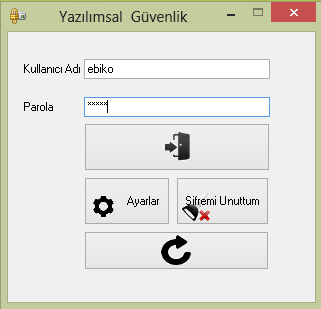 Yazılımsal Güvenlik
Kullanıcı Adı ebiko
Parola *****
Ayarlar
Şifremi Unuttum